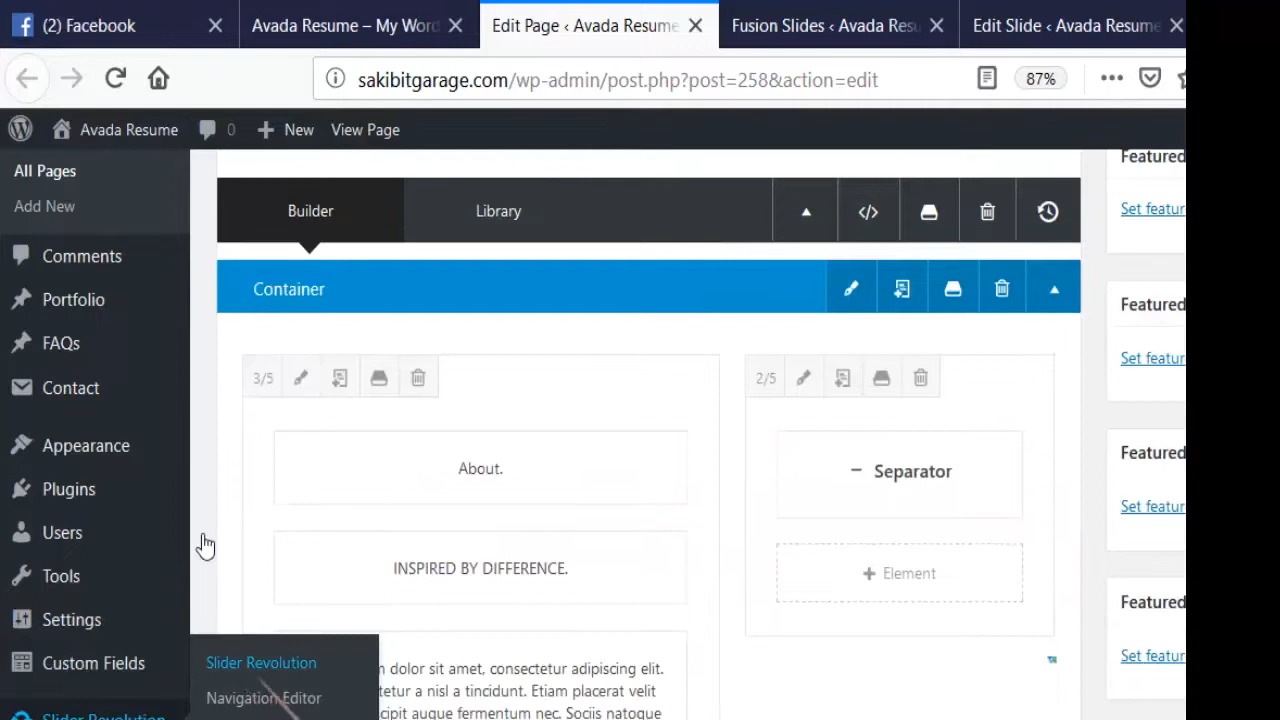 (2) Facebook
Avada Resume – My Word
Edit Page ‹ Avada Resume
Fusion Slides ‹ Avada Resu
Edit Slide ‹ Avada Resume
sakibitgarage.com/wp-admin/post.php?post=258&action=edit
87%
Avada Resume
0
New
View Page
All Pages
Add New
Comments
Portfolio
FAQs
Contact
Appearance
Plugins
Users
Tools
Settings
Custom Fields
Slider Revolution
Slider Revolution
Navigation Editor
Builder
Library
Container
3/5
About.
INSPIRED BY DIFFERENCE.
dolor sit amet, consectetur adipiscing elit.
tetur a nisl a tincidunt. Etiam placerat velit
cipit augue fermentum nec. Sociis natoque
2/5
Separator
Element
Featured
Set featur
Featured
Set featur
Featured
Set featur
Featured
Set featur